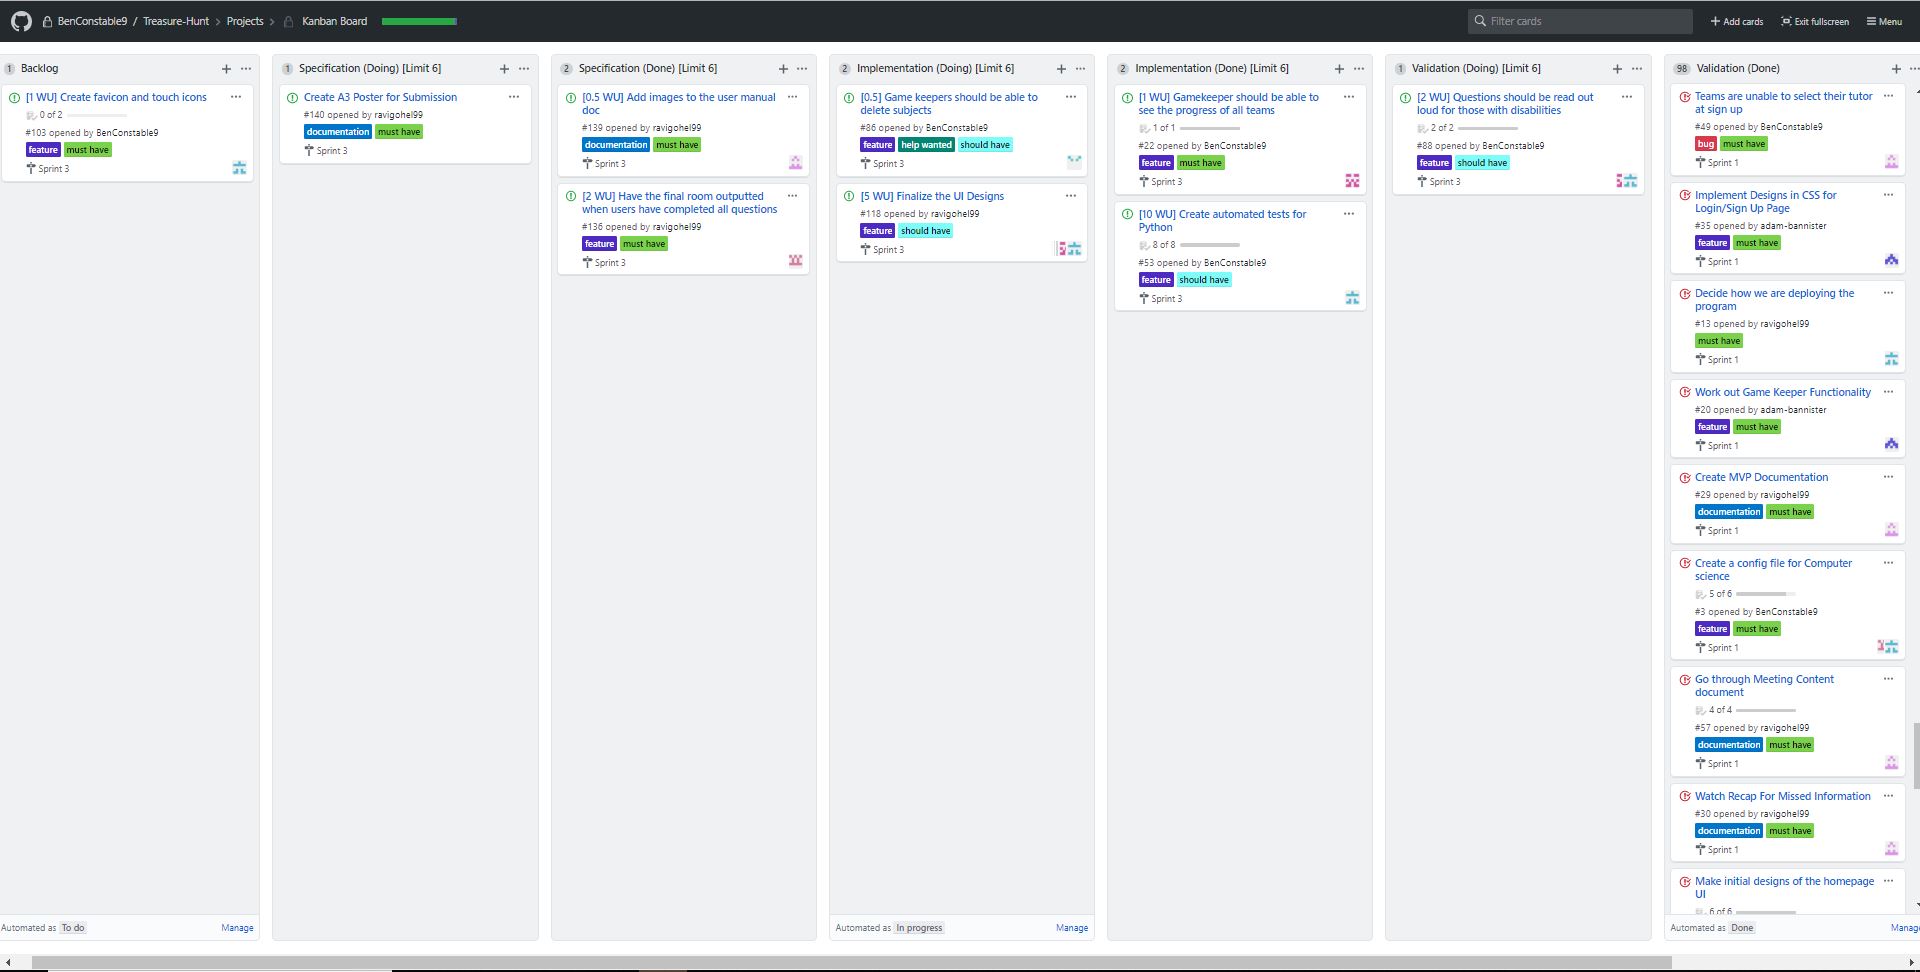 BenConstable9 / Treasure-Hunt > Projects > Kanban Board
Filter cards
+ Add cards
Exit fullscreen
Menu
1 Backlog
[1 WU] Create favicon and touch icons
0 of 2
#103 opened by BenConstable9
feature must have
Sprint 3
Automated as To do
Manage
1 Specification (Doing) [Limit 6]
Create A3 Poster for Submission
#140 opened by ravigohel99
documentation must have
Sprint 3
2 Specification (Done) [Limit 6]
[0.5 WU] Add images to the user manual
doc
#139 opened by ravigohel99
documentation must have
Sprint 3
[2 WU] Have the final room outputted
when users have completed all questions
#136 opened by ravigohel99
feature must have
Sprint 3
2 Implementation (Doing) [Limit 6]
[0.5] Game keepers should be able to
delete subjects
#86 opened by BenConstable9
feature help wanted should have
Sprint 3
[5 WU] Finalize the UI Designs
#118 opened by ravigohel99
feature should have
Sprint 3
Automated as In progress
Manage
2 Implementation (Done) [Limit 6]
[1 WU] Gamekeeper should be able to
see the progress of all teams
1 of 1
#22 opened by BenConstable9
feature must have
Sprint 3
[10 WU] Create automated tests for
Python
8 of 8
#53 opened by BenConstable9
feature should have
Sprint 3
1 Validation (Doing) [Limit 6]
[2 WU] Questions should be read out
loud for those with disabilities
2 of 2
#88 opened by BenConstable9
feature should have
Sprint 3
98 Validation (Done)
Teams are unable to select their tutor
at sign up
#49 opened by BenConstable9
bug must have
Sprint 1
Implement Designs in CSS for
Login/Sign Up Page
#35 opened by adam-bannister
feature must have
Sprint 1
Decide how we are deploying the
program
#13 opened by ravigohel99
must have
Sprint 1
Work out Game Keeper Functionality
#20 opened by adam-bannister
feature must have
Sprint 1
Create MVP Documentation
#29 opened by ravigohel99
documentation must have
Sprint 1
Create a config file for Computer
science
5 of 6
#3 opened by BenConstable9
feature must have
Sprint 1
Go through Meeting Content
document
4 of 4
#57 opened by ravigohel99
documentation must have
Sprint 1
Watch Recap For Missed Information
#30 opened by ravigohel99
documentation must have
Sprint 1
Make initial designs of the homepage
UI
6 of 6
Automated as Done
Manage